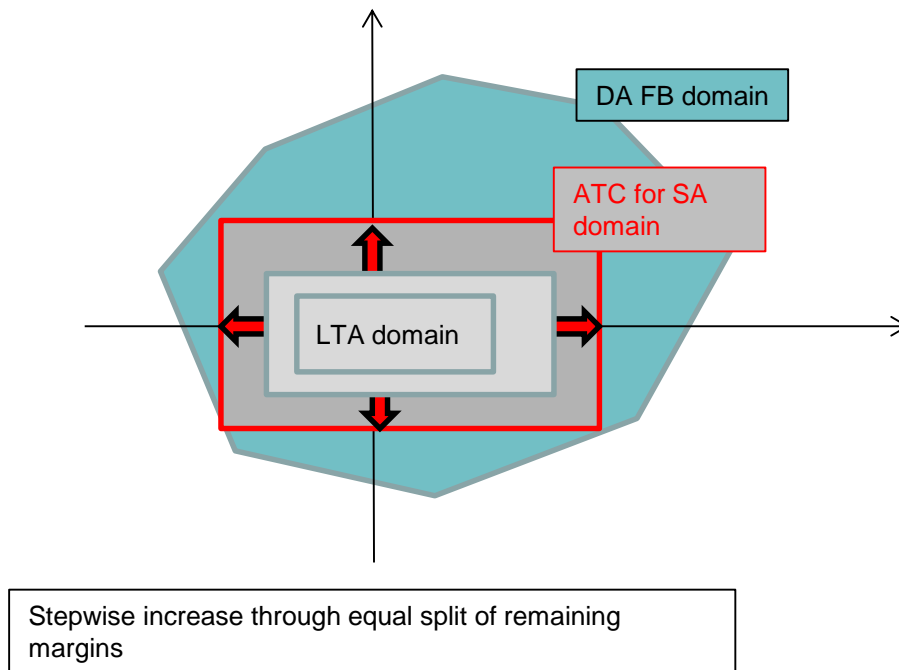 DA FB domain
ATC for SA
domain
LTA domain
Stepwise increase through equal split of remaining
margins